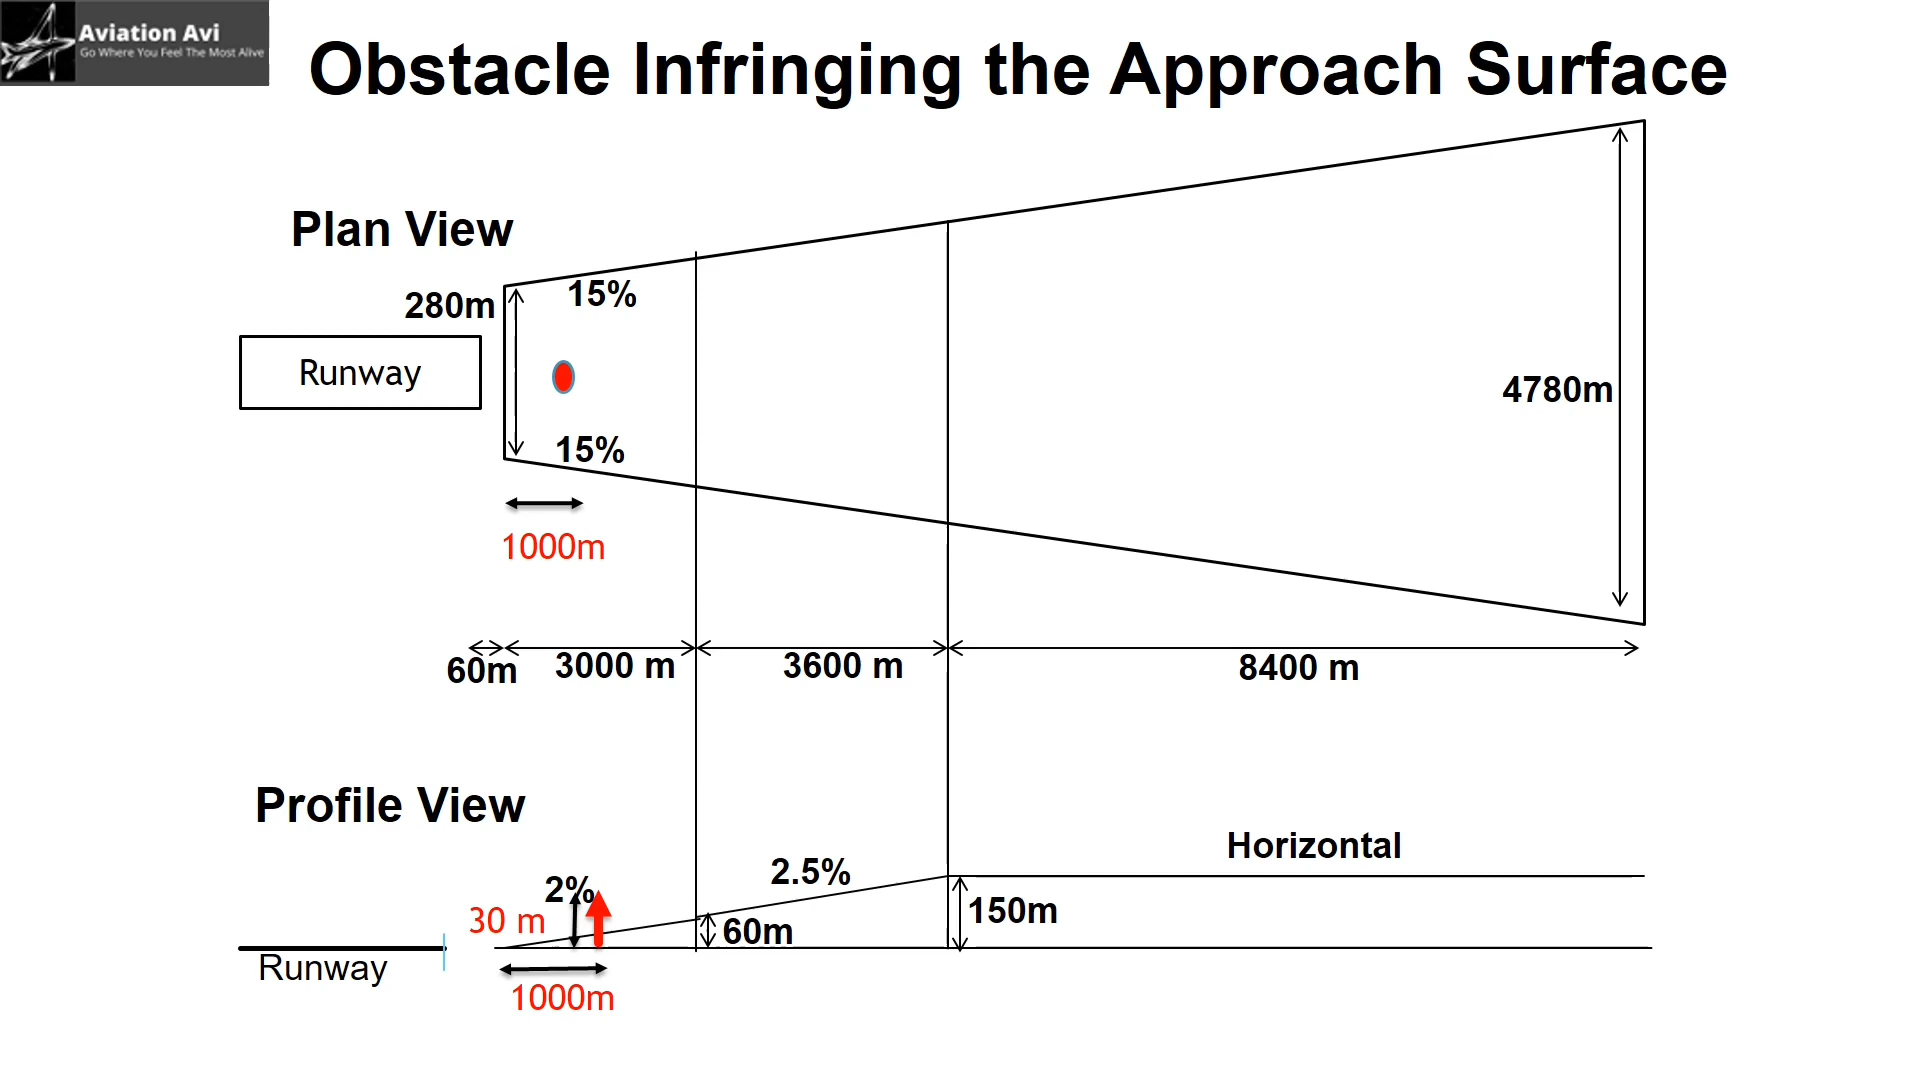 Aviation Avi
Go Where You Feel The Most Alive
Obstacle Infringing the Approach Surface
Plan View
280m
15%
Runway
4780m
15%
1000m
60m
3000 m
3600 m
8400 m
Profile View
Horizontal
2.5%
2%
30 m
60m
150m
Runway
1000m